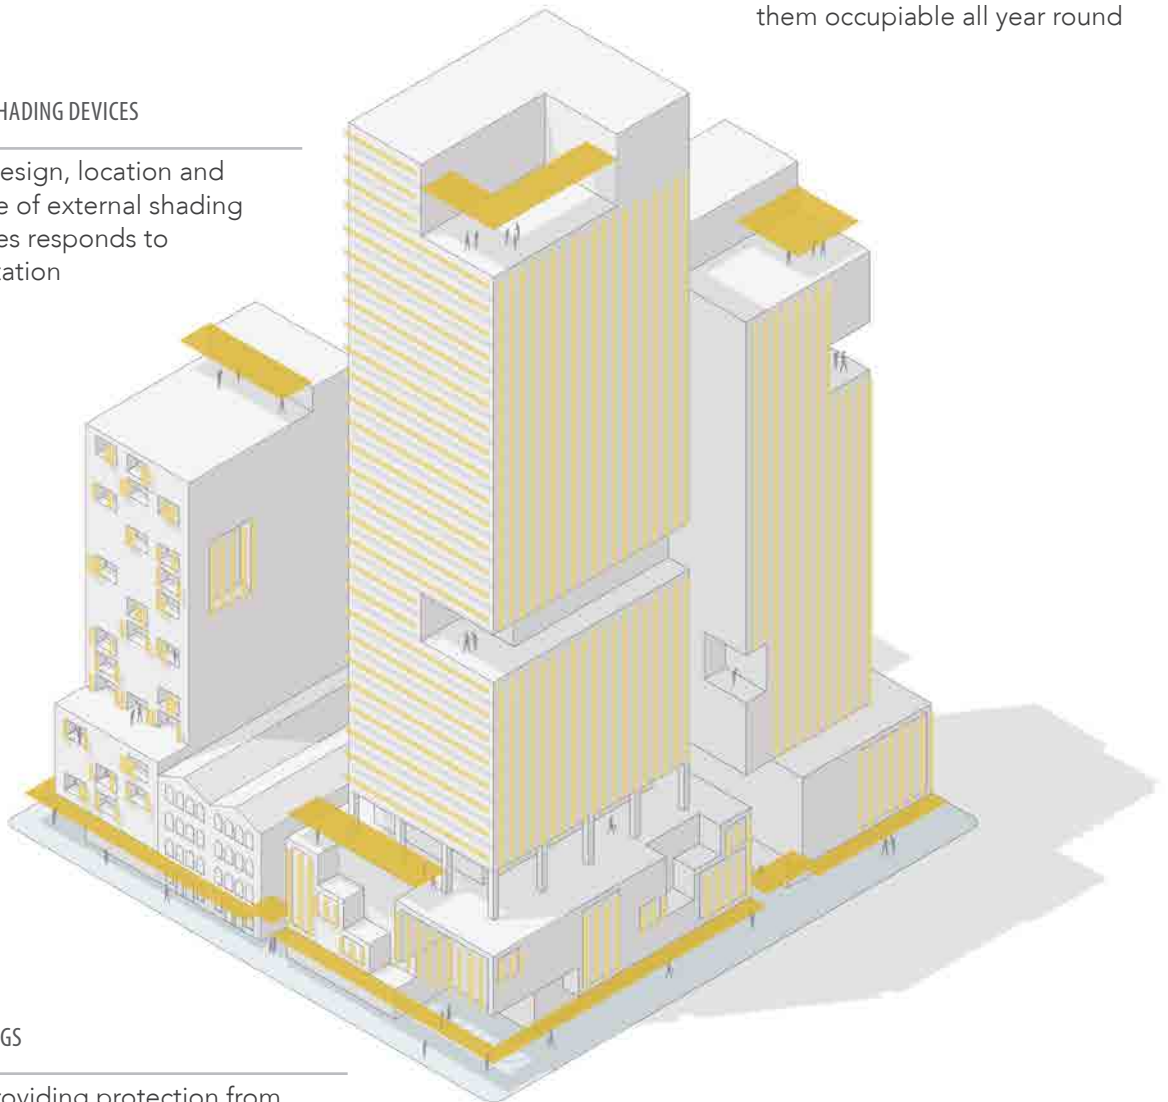 them occupiable all year round
HADING DEVICES
esign, location and
e of external shading
es responds to
tation
GS
oviding protection from